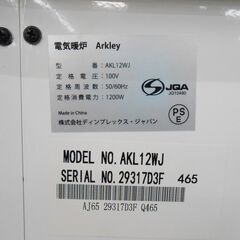 電気暖炉 Arkley
型番：AKL12WJ
定格電圧：100V
定格周波数：50/60Hz
定格消費電力：1200W
Made in China
株式会社ディンプレックス・ジャパン
JQA
PS
E
MODEL NO. AKL12WJ
SERIAL NO. 29317D3F 465
AJ65 29317D3F Q465